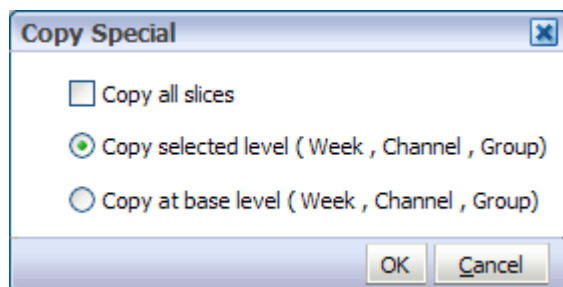 Copy Special
Copy all slices
Copy selected level ( Week , Channel , Group)
Copy at base level ( Week , Channel , Group)
OK Cancel